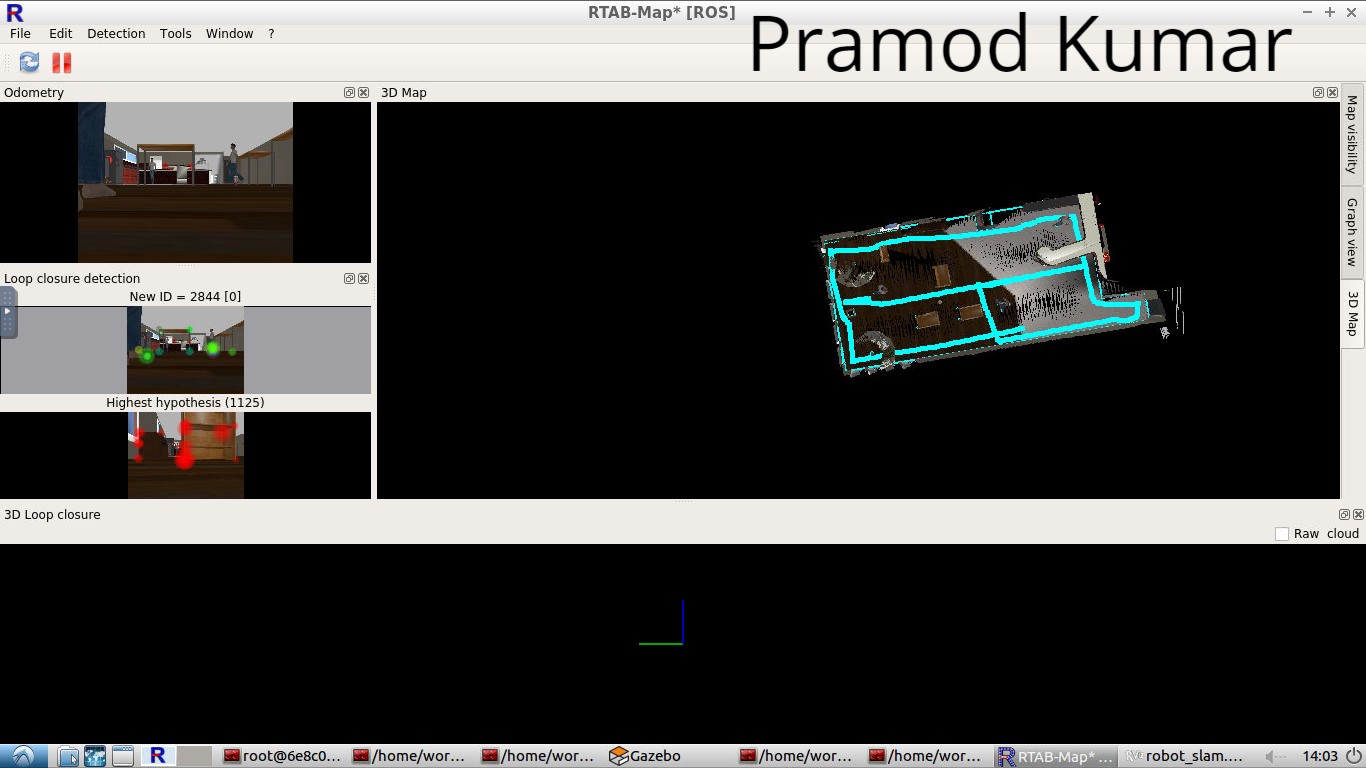 RTAB-Map* [ROS]
Pramod Kumar
File Edit Detection Tools Window ?
Odometry
3D Map
Map visibility
Graph view
3D Map
Loop closure detection
New ID = 2844 [0]
Highest hypothesis (1125)
3D Loop closure
Raw cloud
root@6e8c0... /home/wor... /home/wor... Gazebo /home/wor... /home/wor... RTAB-Map* ... robot_slam.... 14:03